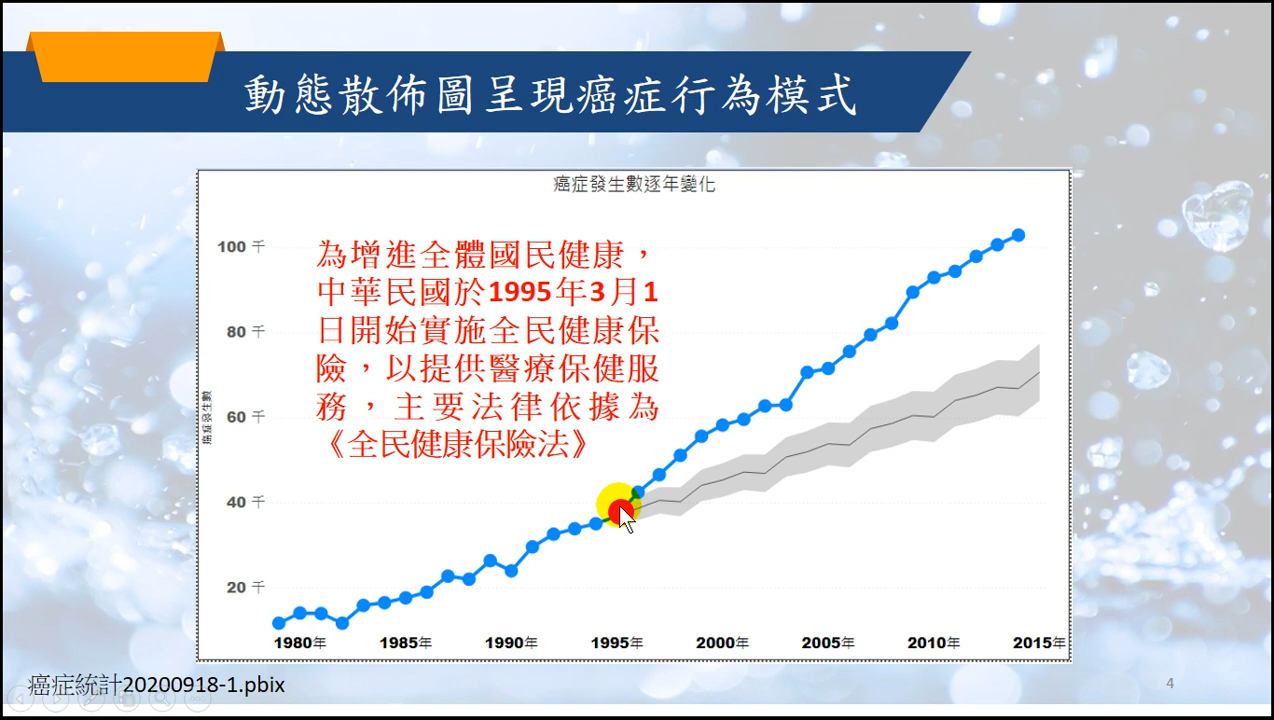 動態散佈圖呈現癌症行為模式
癌症發生數逐年變化
100 千
80 千
60 千
40 千
20 千
癌症發生數
為增進全體國民健康，
中華民國於1995年3月1
日開始實施全民健康保
險，以提供醫療保健服
務，主要法律依據為
《全民健康保險法》
1980年 1985年 1990年 1995年 2000年 2005年 2010年 2015年
癌症統計20200918-1.pbix
4